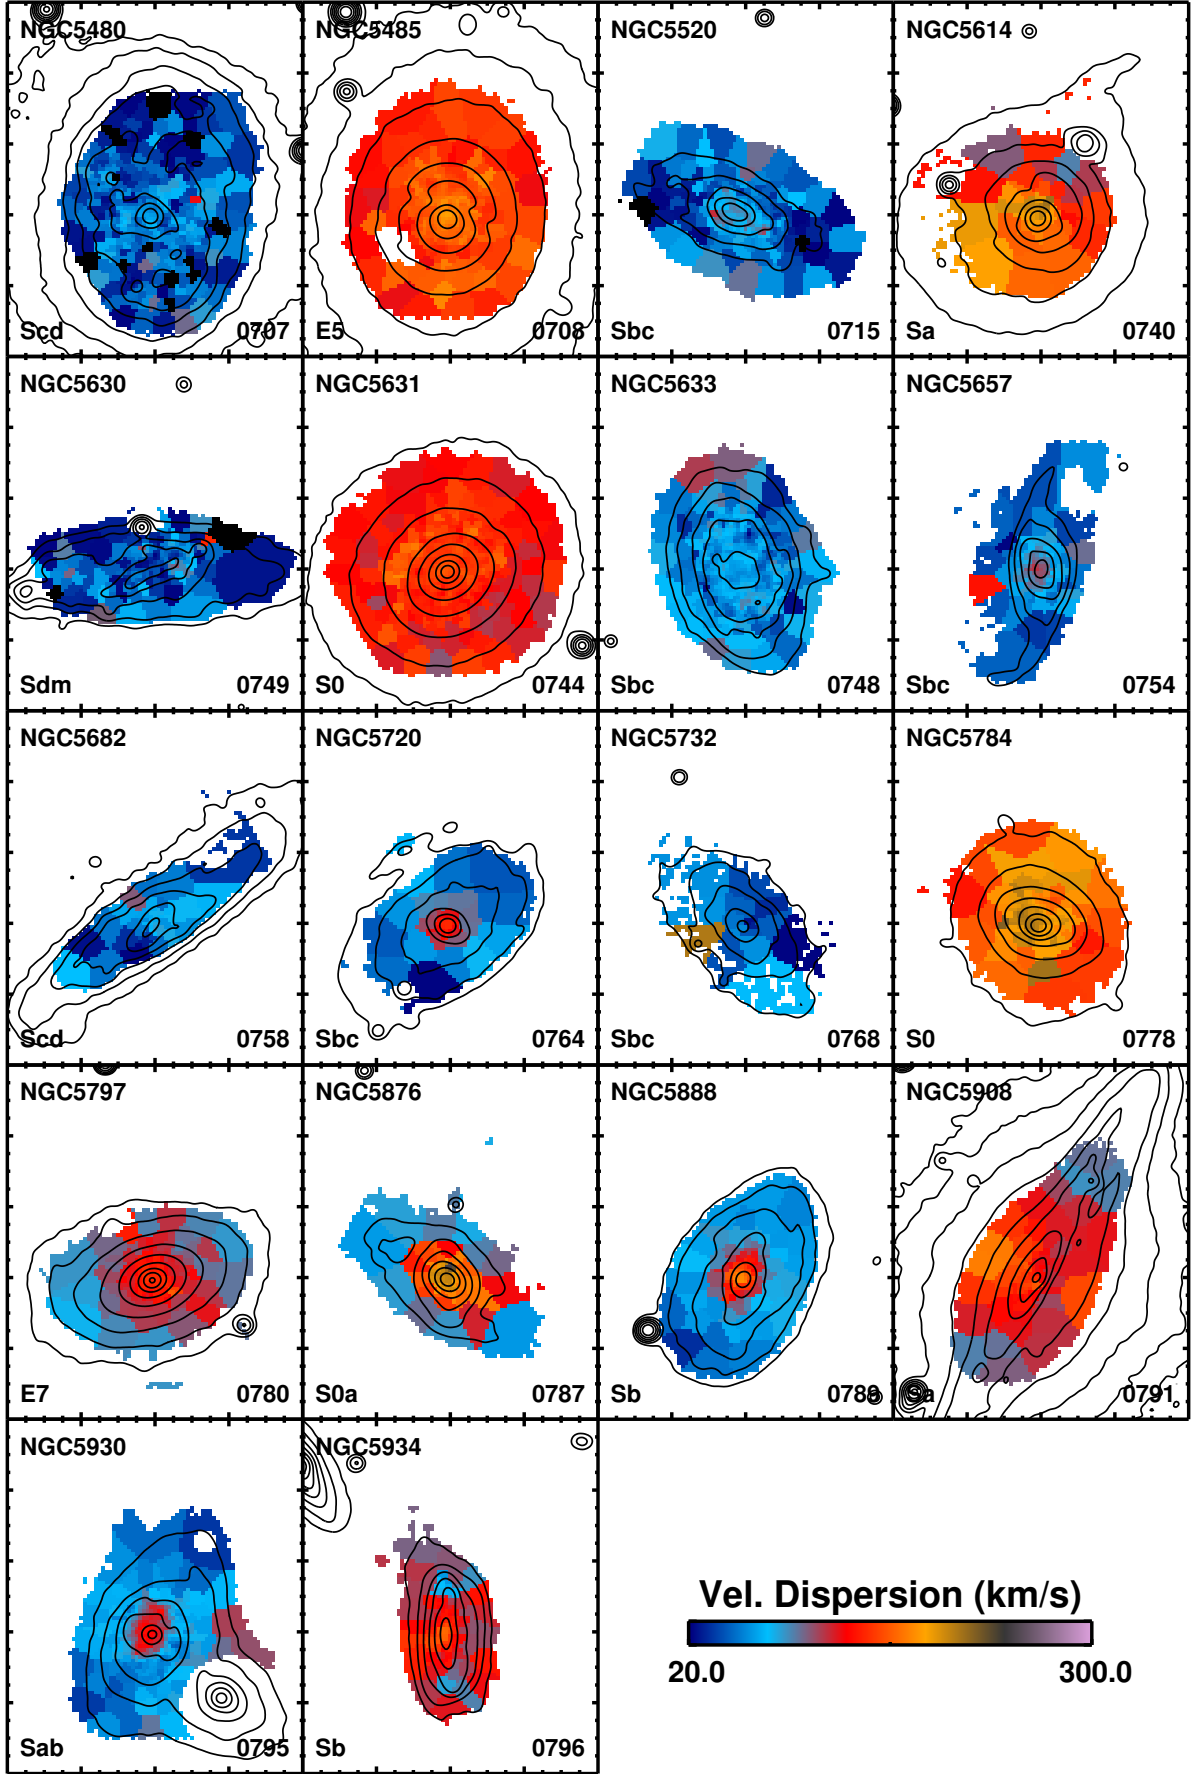 NGC5480 NGC5485 NGC5520 NGC5614
Scd 0707 E5 0708 Sbc 0715 Sa 0740
NGC5630 NGC5631 NGC5633 NGC5657
Sdm 0749 S0 0744 Sbc 0748 Sbc 0754
NGC5682 NGC5720 NGC5732 NGC5784
Scd 0758 Sbc 0764 Sbc 0768 S0 0778
NGC5797 NGC5876 NGC5888 NGC5908
E7 0780 S0a 0787 Sb 0789 Sa 0791
NGC5930 NGC5934
Vel. Dispersion (km/s)
20.0 300.0
Sab 0795 Sb 0796